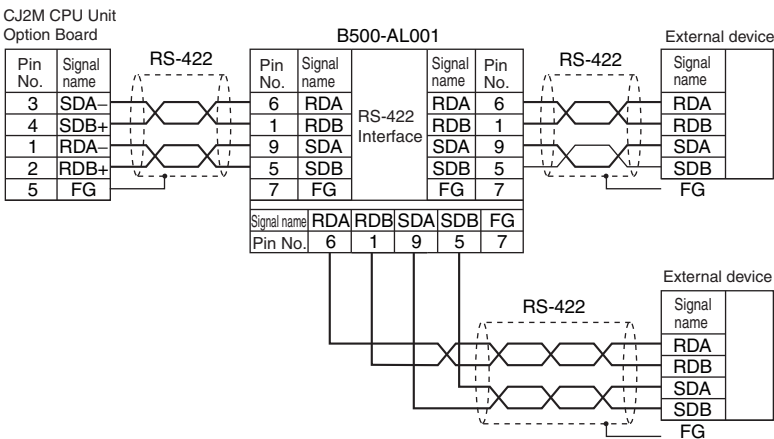 CJ2M CPU Unit
Option Board
B500-AL001
External device
Pin No. Signal name
RS-422
Pin No. Signal name
Signal name Pin No.
RS-422
Signal name
3 SDA−
4 SDB+
1 RDA−
2 RDB+
5 FG
6 RDA
1 RDB
9 SDA
5 SDB
7 FG
RS-422
Interface
RDA 6
RDB 1
SDA 9
SDB 5
FG 7
RDA
RDB
SDA
SDB
FG
Signal name RDA RDB SDA SDB FG
Pin No. 6 1 9 5 7
External device
RS-422
Signal name
RDA
RDB
SDA
SDB
FG